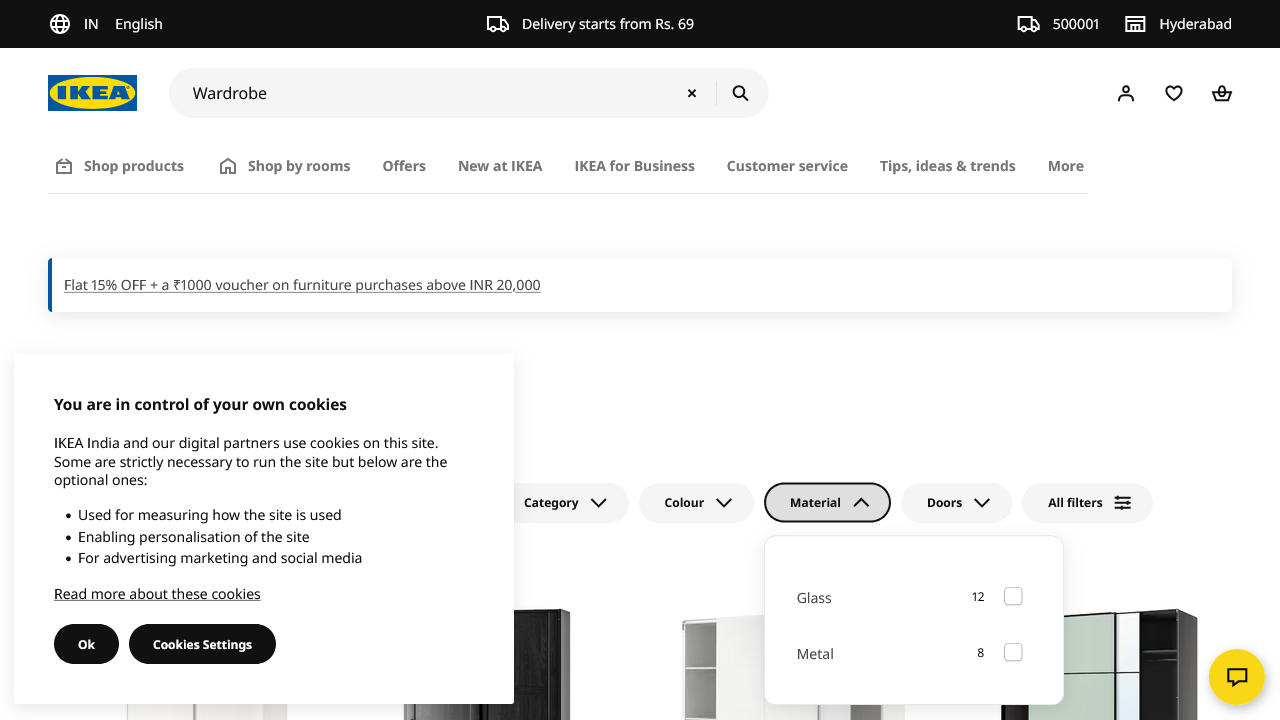 IN English
Delivery starts from Rs. 69
500001
Hyderabad
IKEA
Wardrobe
Shop products
Shop by rooms
Offers
New at IKEA
IKEA for Business
Customer service
Tips, ideas & trends
More
Flat 15% OFF + a ₹1000 voucher on furniture purchases above INR 20,000
You are in control of your own cookies
IKEA India and our digital partners use cookies on this site.
Some are strictly necessary to run the site but below are the
optional ones:
• Used for measuring how the site is used
• Enabling personalisation of the site
• For advertising marketing and social media
Read more about these cookies
Ok
Cookies Settings
Category
Colour
Material
Doors
All filters
Glass 12
Metal 8